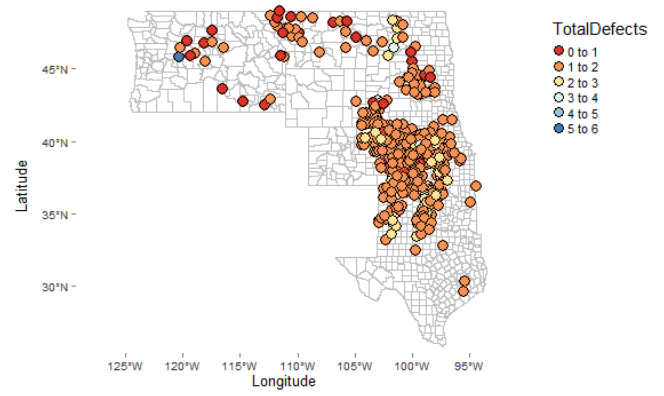 TotalDefects
0 to 1
1 to 2
2 to 3
3 to 4
4 to 5
5 to 6
45°N
40°N
35°N
30°N
Latitude
125°W 120°W 115°W 110°W 105°W 100°W 95°W
Longitude